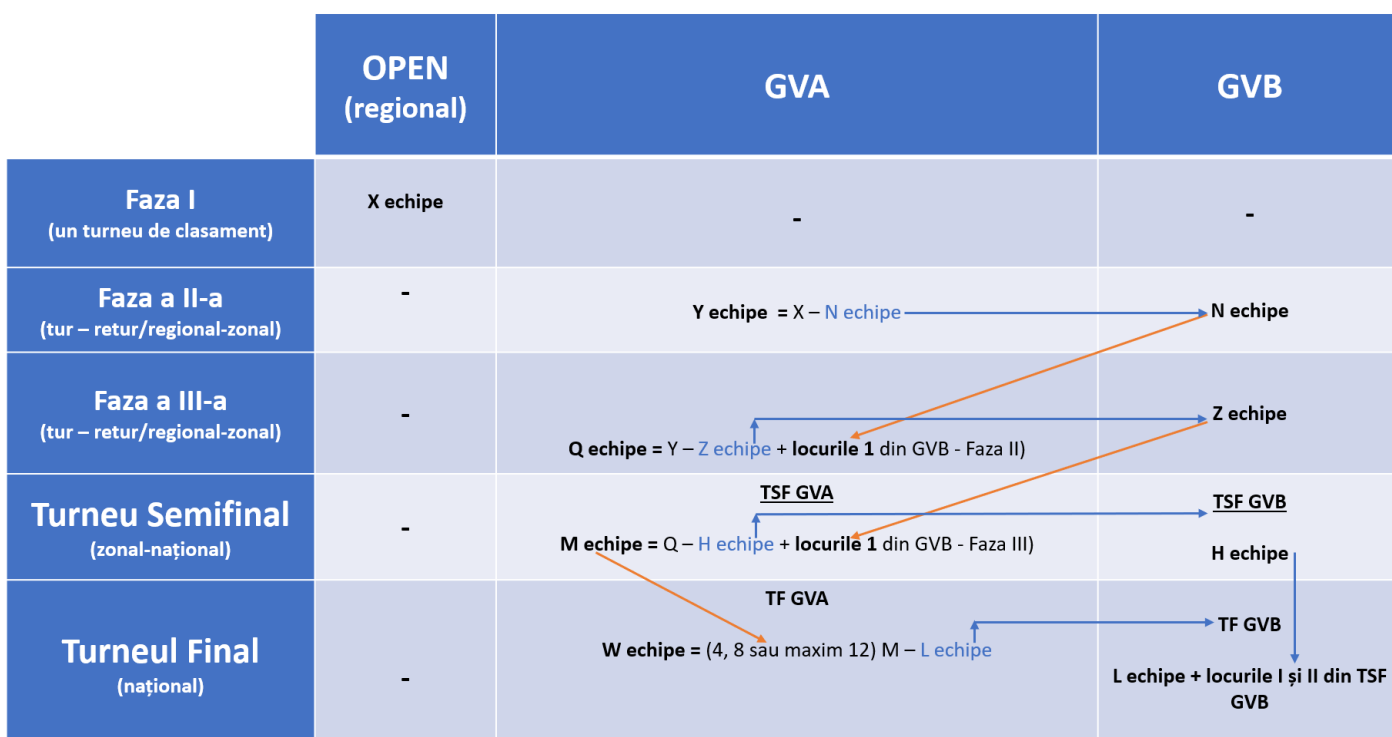 OPEN
(regional)
GVA
GVB
Faza I
(un turneu de clasament)
X echipe
-
-
Faza a II-a
(tur – retur/regional-zonal)
-
Y echipe = X – N echipe
N echipe
Faza a III-a
(tur – retur/regional-zonal)
-
Q echipe = Y – Z echipe + locurile 1 din GVB - Faza II)
Z echipe
Turneu Semifinal
(zonal-național)
-
TSF GVA
M echipe = Q – H echipe + locurile 1 din GVB - Faza III)
TSF GVB
H echipe
Turneul Final
(național)
-
TF GVA
W echipe = (4, 8 sau maxim 12) M – L echipe
TF GVB
L echipe + locurile I și II din TSF
GVB